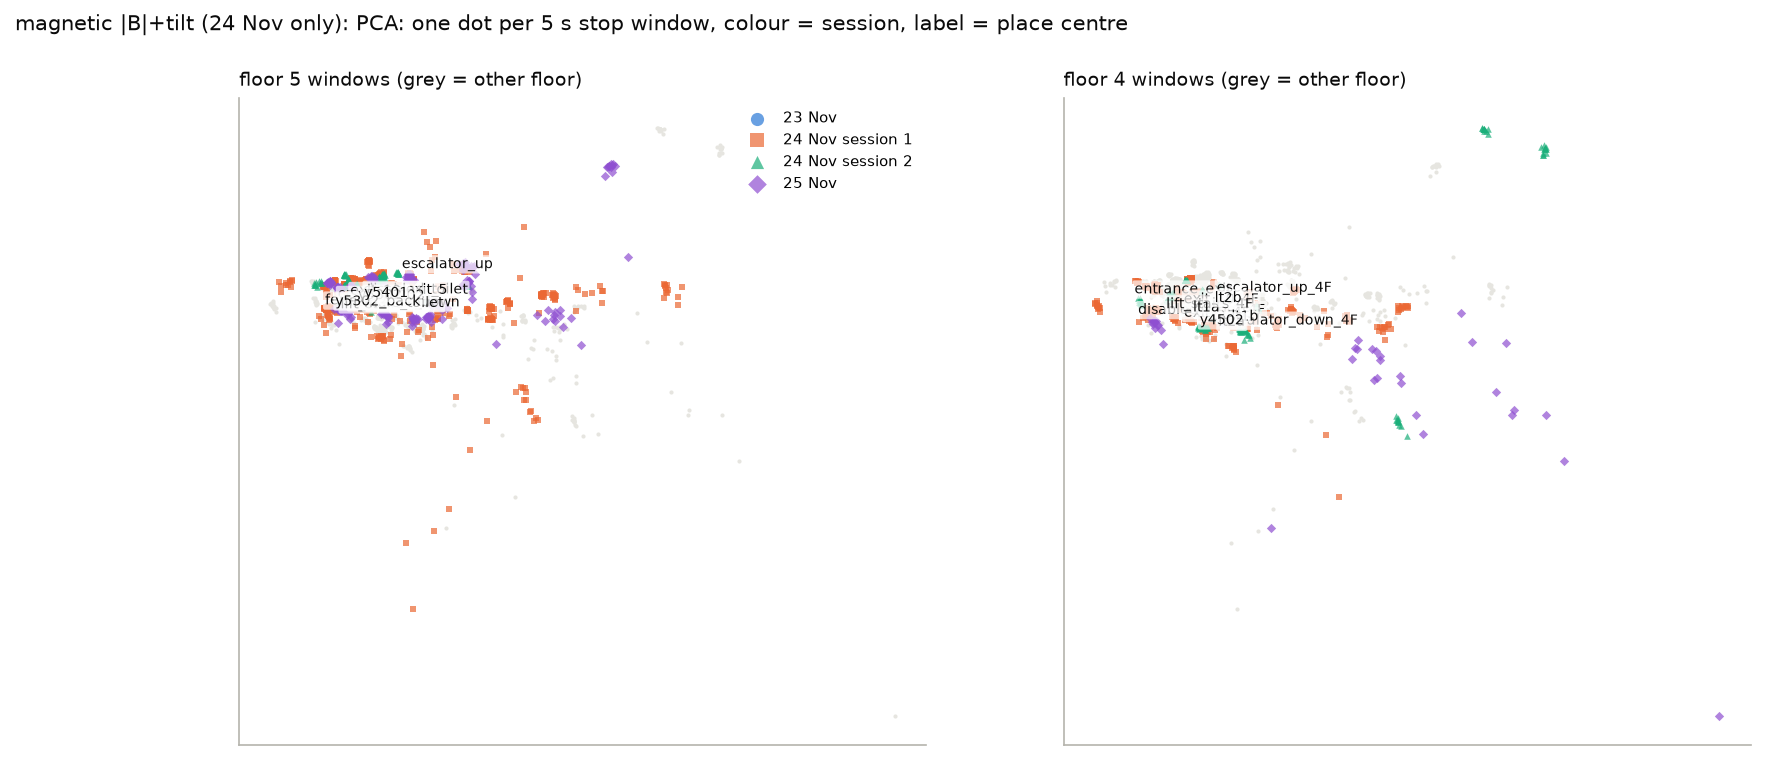 magnetic |B|+tilt (24 Nov only): PCA: one dot per 5 s stop window, colour = session, label = place centre
floor 5 windows (grey = other floor)
23 Nov
24 Nov session 1
24 Nov session 2
25 Nov
escalator_up
floor 4 windows (grey = other floor)
escalator_up_4F
y4502